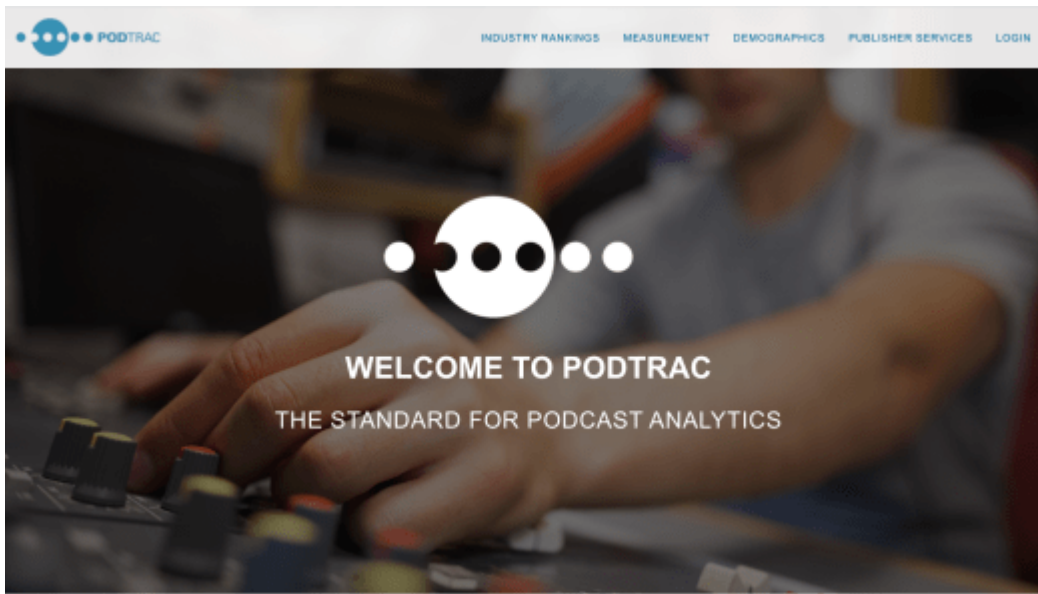 PODTRAC
INDUSTRY RANKINGS MEASUREMENT DEMOGRAPHICS PUBLISHER SERVICES LOGIN
WELCOME TO PODTRAC
THE STANDARD FOR PODCAST ANALYTICS